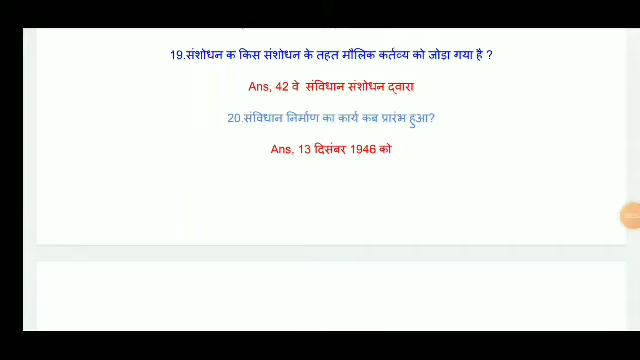 19.संशोधन क किस संशोधन के तहत मौलिक कर्तव्य को जोड़ा गया है ?
Ans, 42 वे संविधान संशोधन द्वारा
20.संविधान निर्माण का कार्य कब प्रारंभ हुआ?
Ans, 13 दिसंबर 1946 को